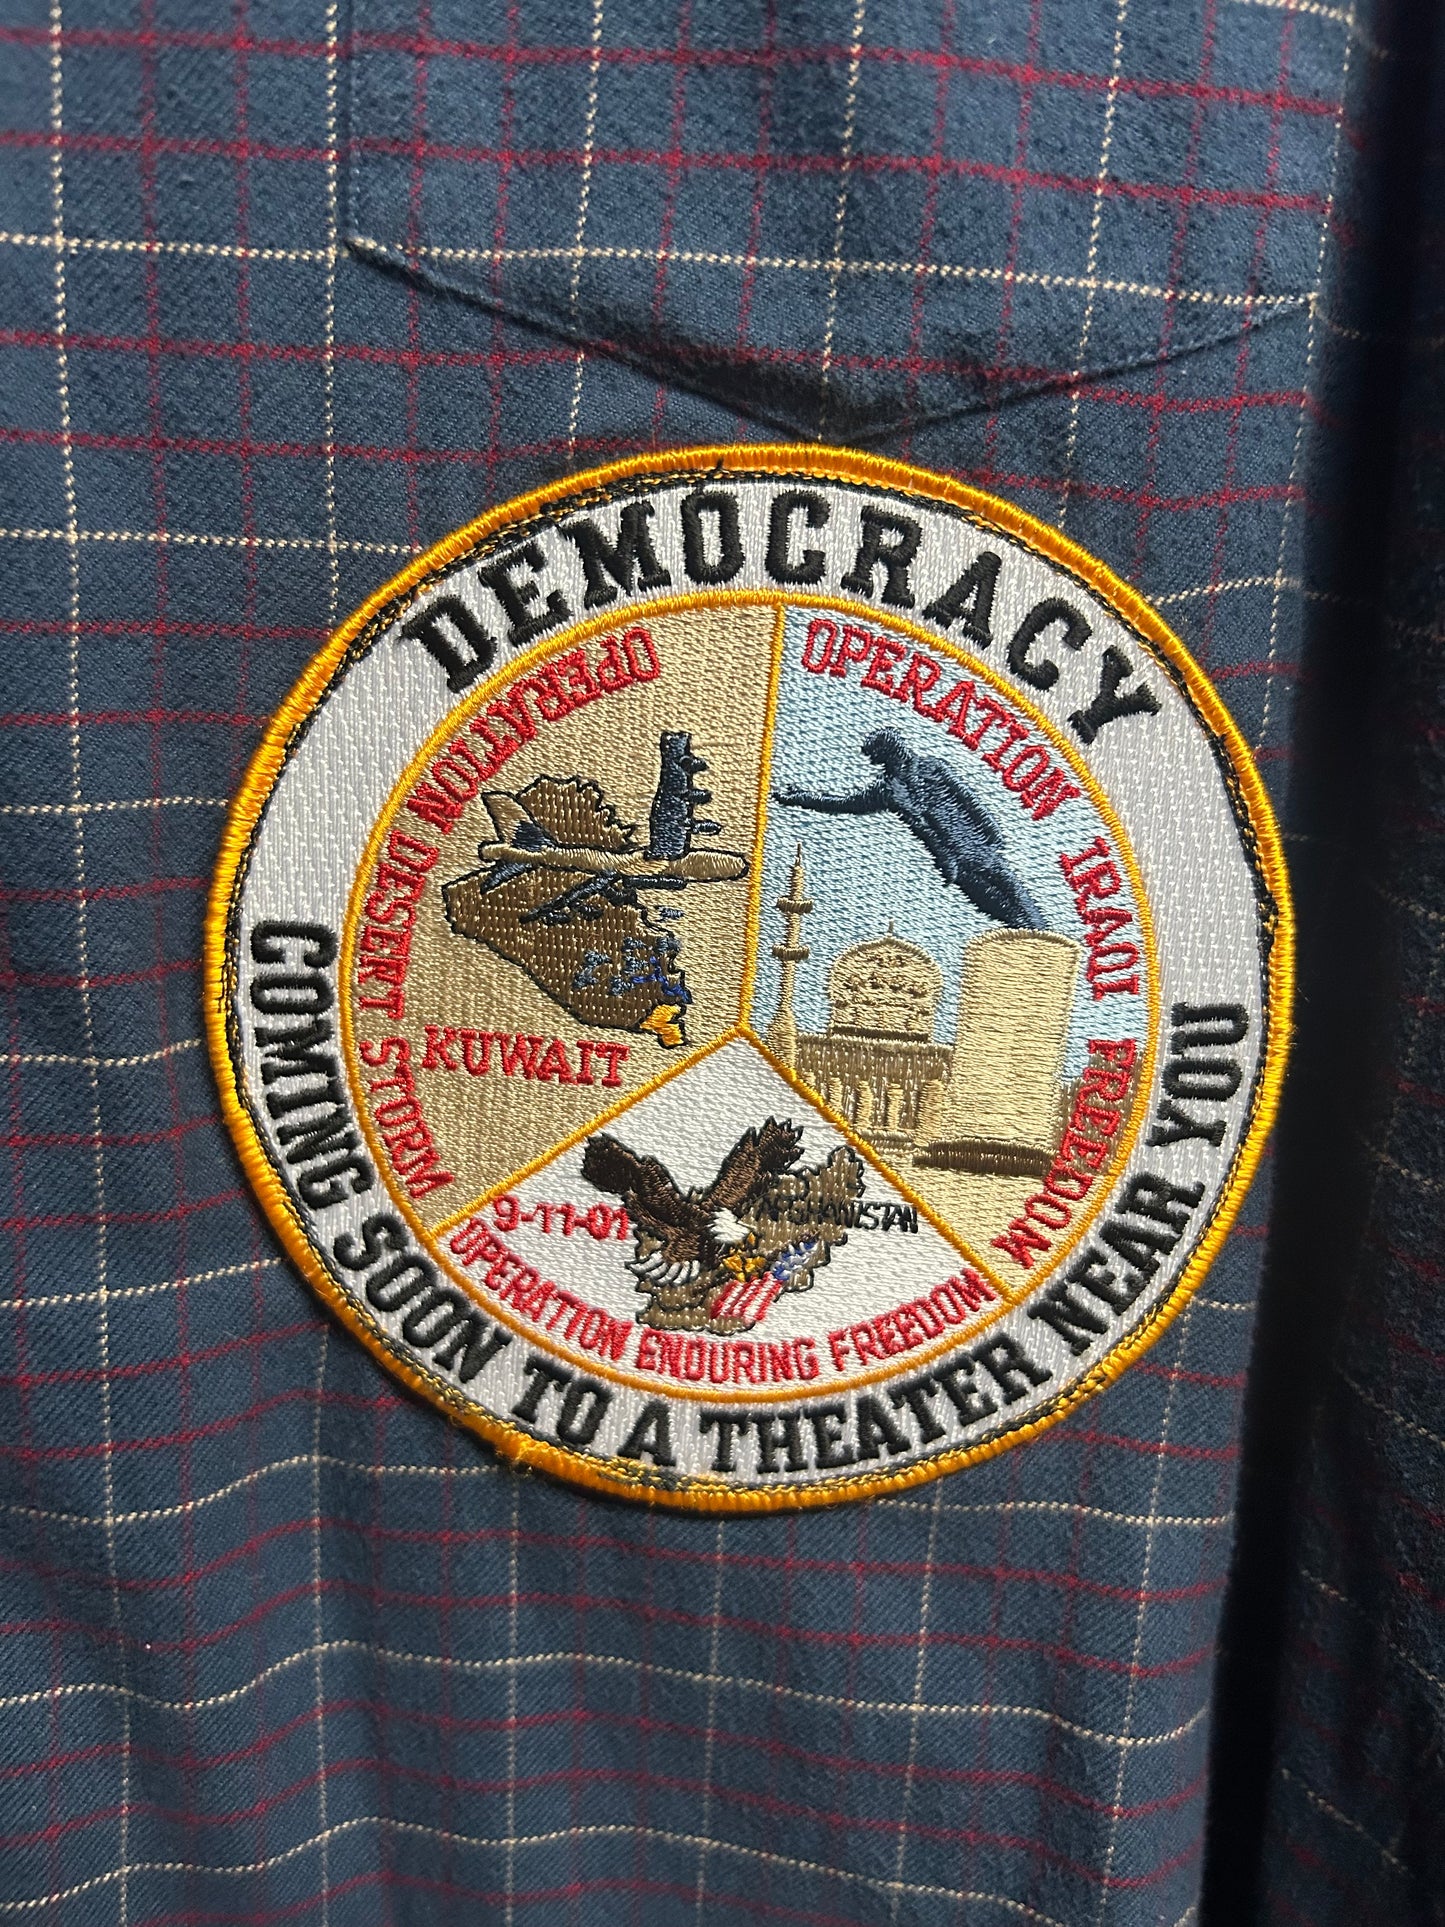 DEMOCRACY
COMING SOON TO A THEATER NEAR YOU
OPERATION DESERT STORM
KUWAIT
OPERATION IRAQI FREEDOM
9-11-01
AFGHANISTAN
OPERATION ENDURING FREEDOM